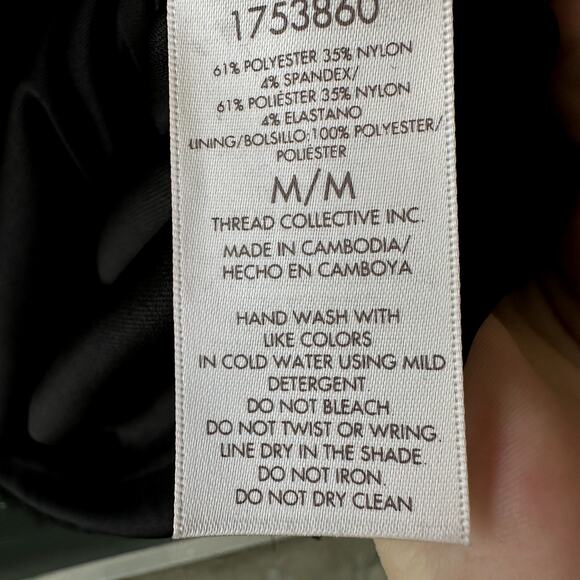 1753860
61% POLYESTER 35% NYLON
4% SPANDEX/
61% POLIÉSTER 35% NYLON
4% ELASTANO
LINING/BOLSILLO:100% POLYESTER/
POLIÉSTER
M/M
THREAD COLLECTIVE INC.
MADE IN CAMBODIA/
HECHO EN CAMBOYA
HAND WASH WITH
LIKE COLORS
IN COLD WATER USING MILD
DETERGENT.
DO NOT BLEACH.
DO NOT TWIST OR WRING.
LINE DRY IN THE SHADE.
DO NOT IRON.
DO NOT DRY CLEAN